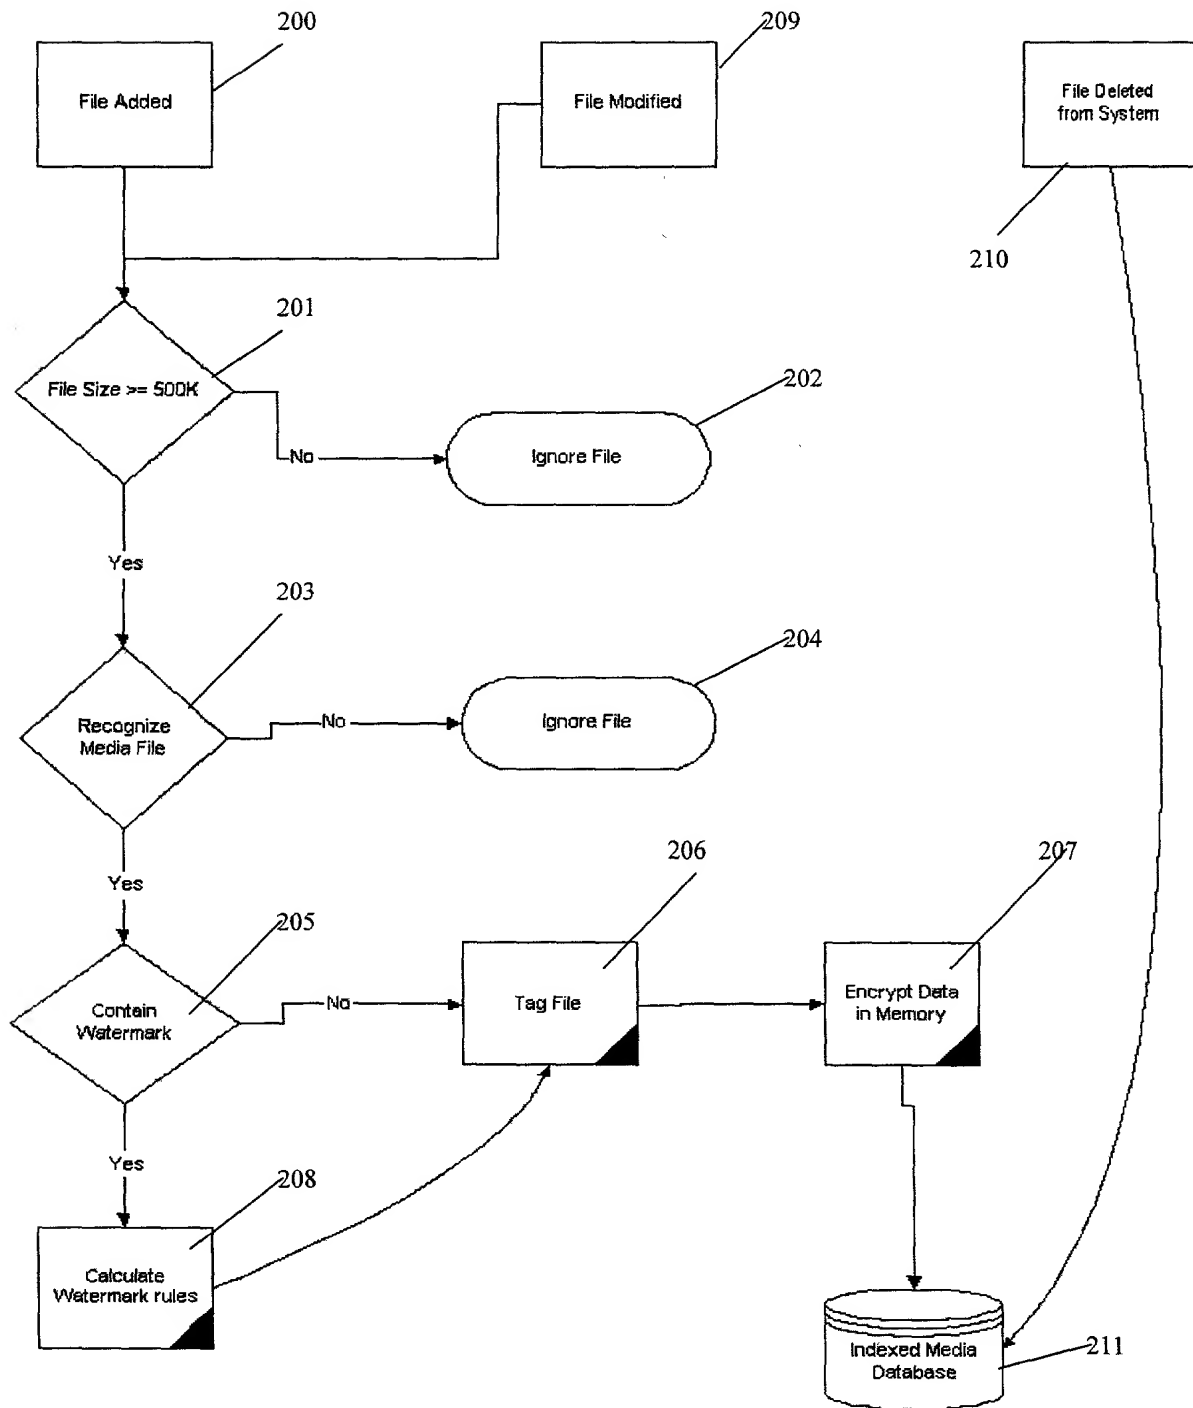 200
209
File Added
File Modified
File Deleted
from System
210
201
File Size >= 500K
202
No
Ignore File
Yes
203
204
Recognize
Media File
No
Ignore File
Yes
205
206
207
Contain
Watermark
No
Tag File
Encrypt Data
in Memory
Yes
208
Calculate
Watermark rules
Indexed Media
Database
211